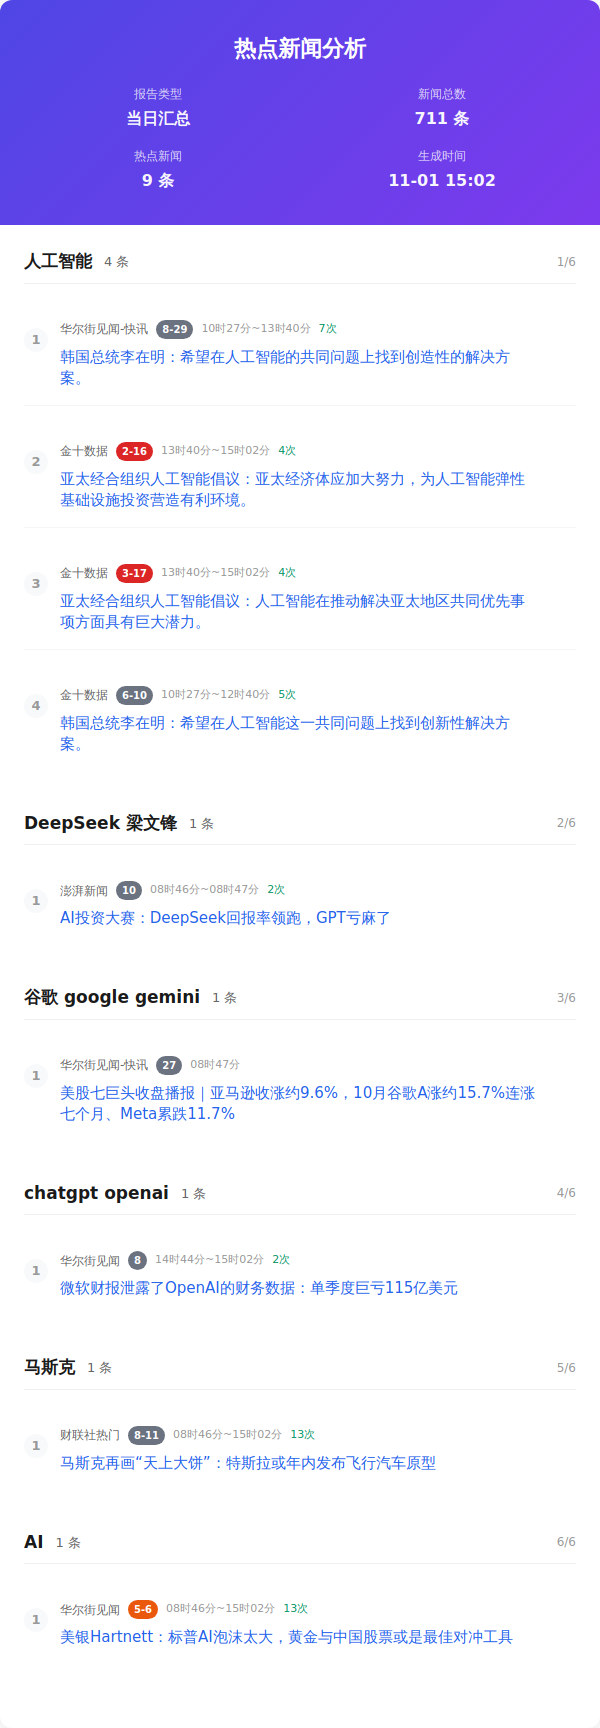 热点新闻分析
报告类型
当日汇总
新闻总数
711 条
热点新闻
9 条
生成时间
11-01 15:02
人工智能 4 条 1/6
1 华尔街见闻-快讯 8-29 10时27分~13时40分 7次
韩国总统李在明：希望在人工智能的共同问题上找到创造性的解决方
案。
2 金十数据 2-16 13时40分~15时02分 4次
亚太经合组织人工智能倡议：亚太经济体应加大努力，为人工智能弹性
基础设施投资营造有利环境。
3 金十数据 3-17 13时40分~15时02分 4次
亚太经合组织人工智能倡议：人工智能在推动解决亚太地区共同优先事
项方面具有巨大潜力。
4 金十数据 6-10 10时27分~12时40分 5次
韩国总统李在明：希望在人工智能这一共同问题上找到创新性解决方
案。
DeepSeek 梁文锋 1 条 2/6
1 澎湃新闻 10 08时46分~08时47分 2次
AI投资大赛：DeepSeek回报率领跑，GPT亏麻了
谷歌 google gemini 1 条 3/6
1 华尔街见闻-快讯 27 08时47分
美股七巨头收盘播报｜亚马逊收涨约9.6%，10月谷歌A涨约15.7%连涨
七个月、Meta累跌11.7%
chatgpt openai 1 条 4/6
1 华尔街见闻 8 14时44分~15时02分 2次
微软财报泄露了OpenAI的财务数据：单季度巨亏115亿美元
马斯克 1 条 5/6
1 财联社热门 8-11 08时46分~15时02分 13次
马斯克再画“天上大饼”：特斯拉或年内发布飞行汽车原型
AI 1 条 6/6
1 华尔街见闻 5-6 08时46分~15时02分 13次
美银Hartnett：标普AI泡沫太大，黄金与中国股票或是最佳对冲工具